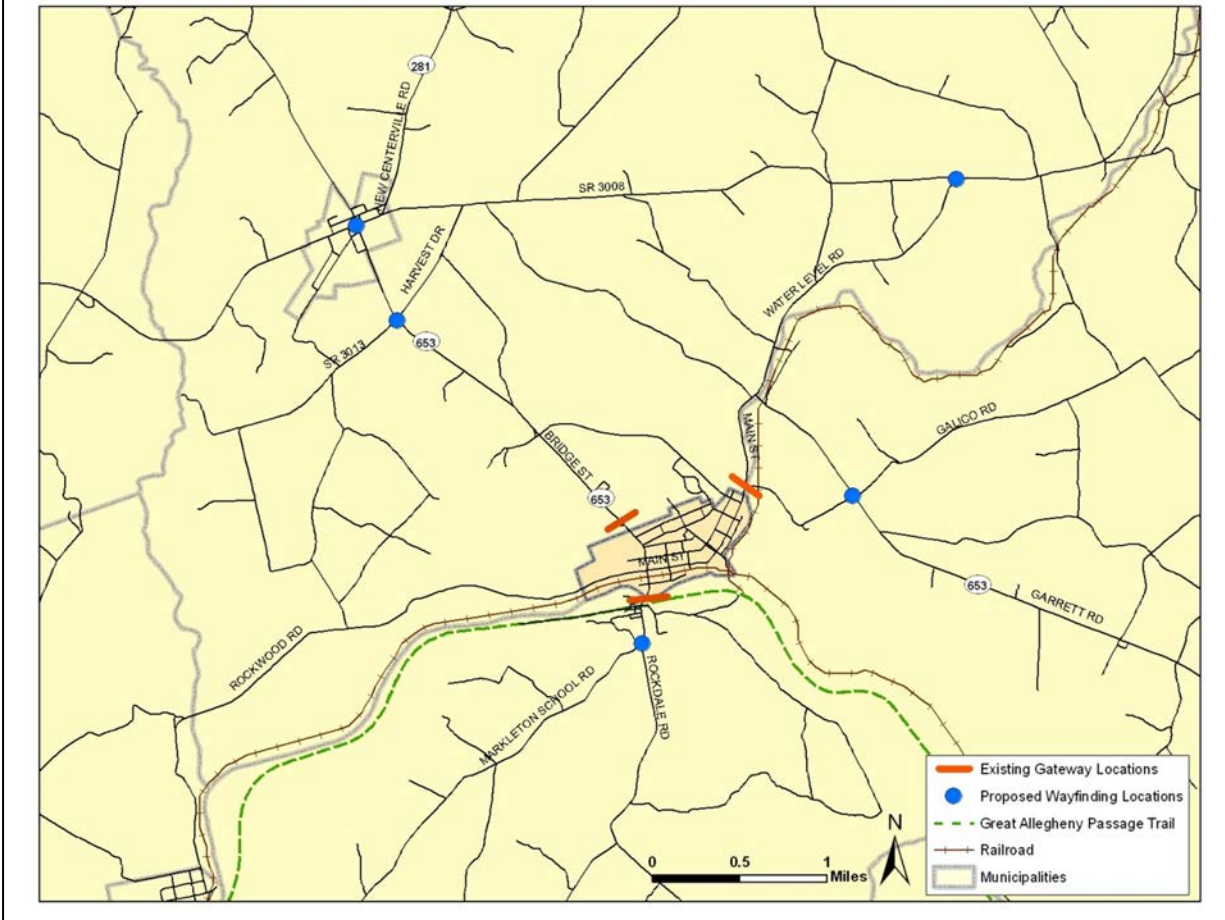 281
NEW CENTERVILLE RD
SR 3008
HARVEST DR
WATER LEVEL RD
653
SR 3013
GALICO RD
MAIN ST
BRIDGE ST
653
MAIN ST
653
GARRETT RD
ROCKWOOD RD
MARKLETON SCHOOL RD
ROCKDALE RD
Existing Gateway Locations
Proposed Wayfinding Locations
Great Allegheny Passage Trail
Railroad
Municipalities
N
0 0.5 1
Miles